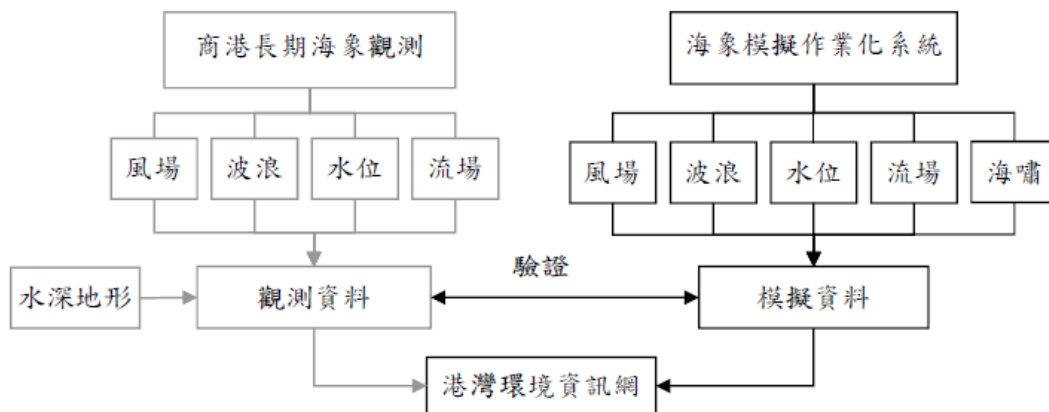 商港長期海象觀測
海象模擬作業化系統
風場
波浪
水位
流場
風場
波浪
水位
流場
海嘯
驗證
水深地形
觀測資料
模擬資料
港灣環境資訊網